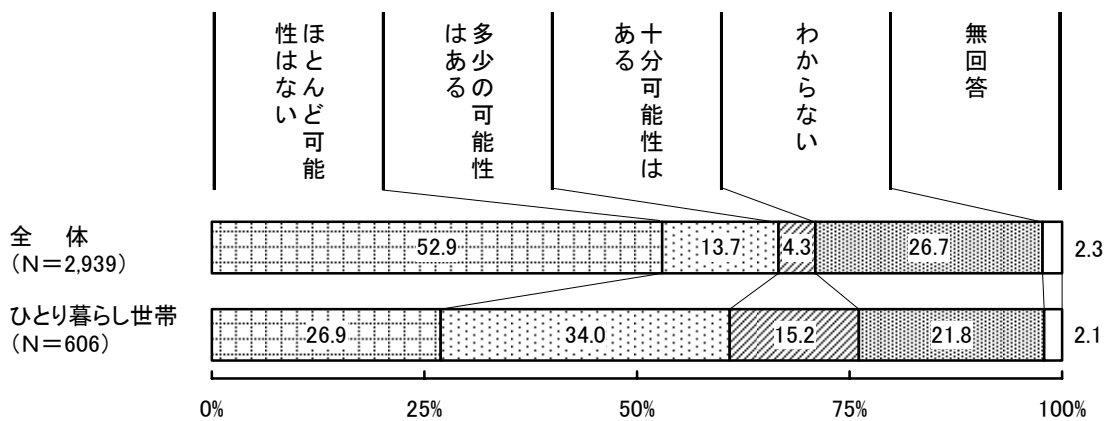 ほとんど可能
性はない
多少の可能性
はある
十分可能性は
ある
わからない
無回答
全 体
（N＝2,939）
52.9
13.7
4.3
26.7
2.3
ひとり暮らし世帯
（N＝606）
26.9
34.0
15.2
21.8
2.1
0%
25%
50%
75%
100%